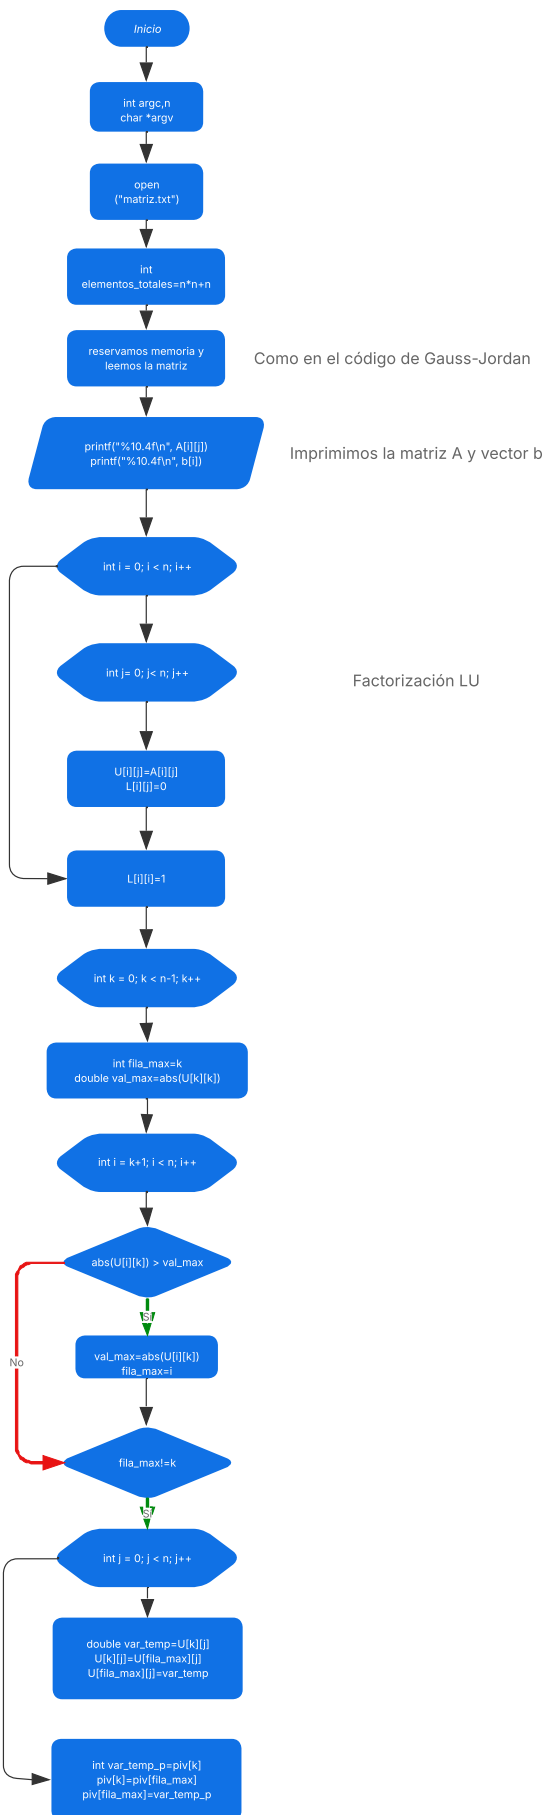 Inicio
int argc,n
char *argv
open
("matriz.txt")
int
elementos_totales=n*n+n
reservamos memoria y
leemos la matriz
Como en el código de Gauss-Jordan
printf("%10.4f\n", A[i][j])
printf("%10.4f\n", b[i])
Imprimimos la matriz A y vector b
int i = 0; i < n; i++
int j= 0; j< n; j++
Factorización LU
U[i][j]=A[i][j]
L[i][j]=0
L[i][i]=1
int k = 0; k < n-1; k++
int fila_max=k
double val_max=abs(U[k][k])
int i = k+1; i < n; i++
abs(U[i][k]) > val_max
Si
val_max=abs(U[i][k])
fila_max=i
No
fila_max!=k
Si
int j = 0; j < n; j++
double var_temp=U[k][j]
U[k][j]=U[fila_max][j]
U[fila_max][j]=var_temp
int var_temp_p=piv[k]
piv[k]=piv[fila_max]
piv[fila_max]=var_temp_p